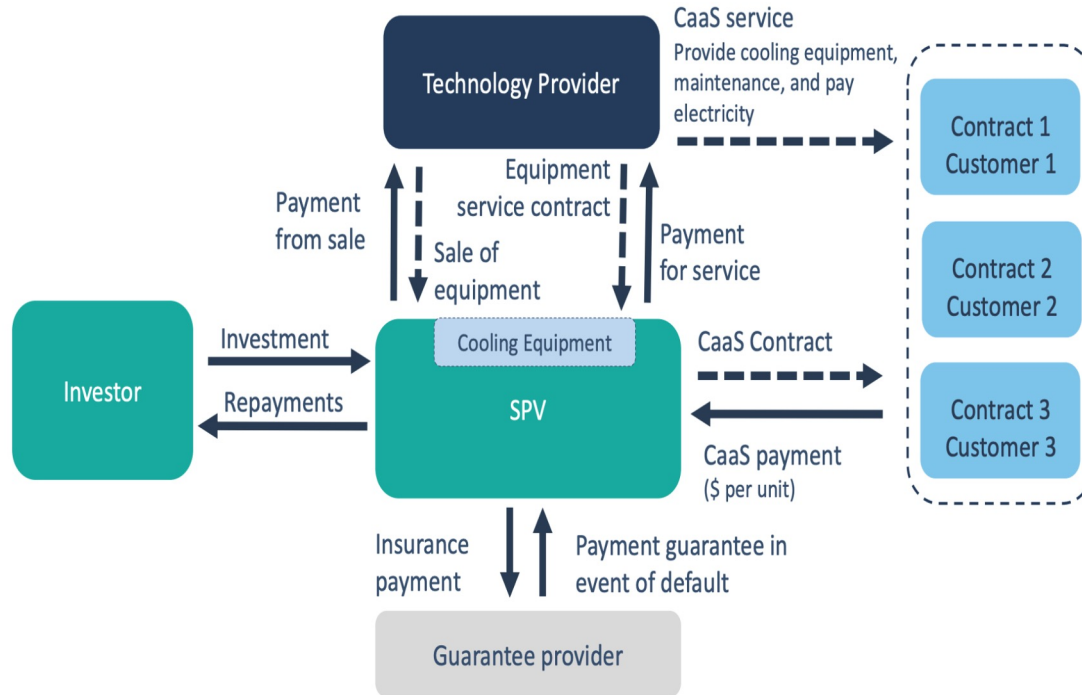 Technology Provider
CaaS service
Provide cooling equipment,
maintenance, and pay
electricity
Contract 1
Customer 1
Contract 2
Customer 2
Contract 3
Customer 3
Payment
from sale
Sale of
equipment
Equipment
service contract
Payment
for service
Investor
Investment
Repayments
Cooling Equipment
SPV
CaaS Contract
CaaS payment
($ per unit)
Insurance
payment
Payment guarantee in
event of default
Guarantee provider